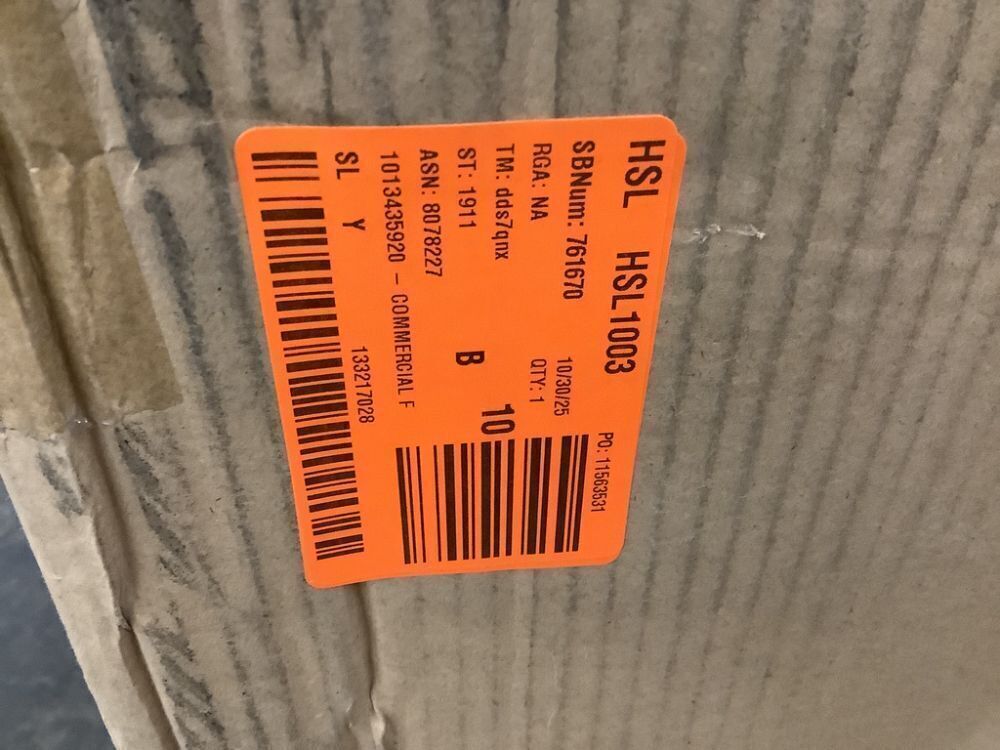 HSL HSL1003
PO: 11563531
SBNum: 761670 10/30/25
RGA: NA QTY: 1
TM: dds7qnx 10
ST: 1911 B
ASN: 8078227
1013435920 - COMMERCIAL F
SL Y 133217028